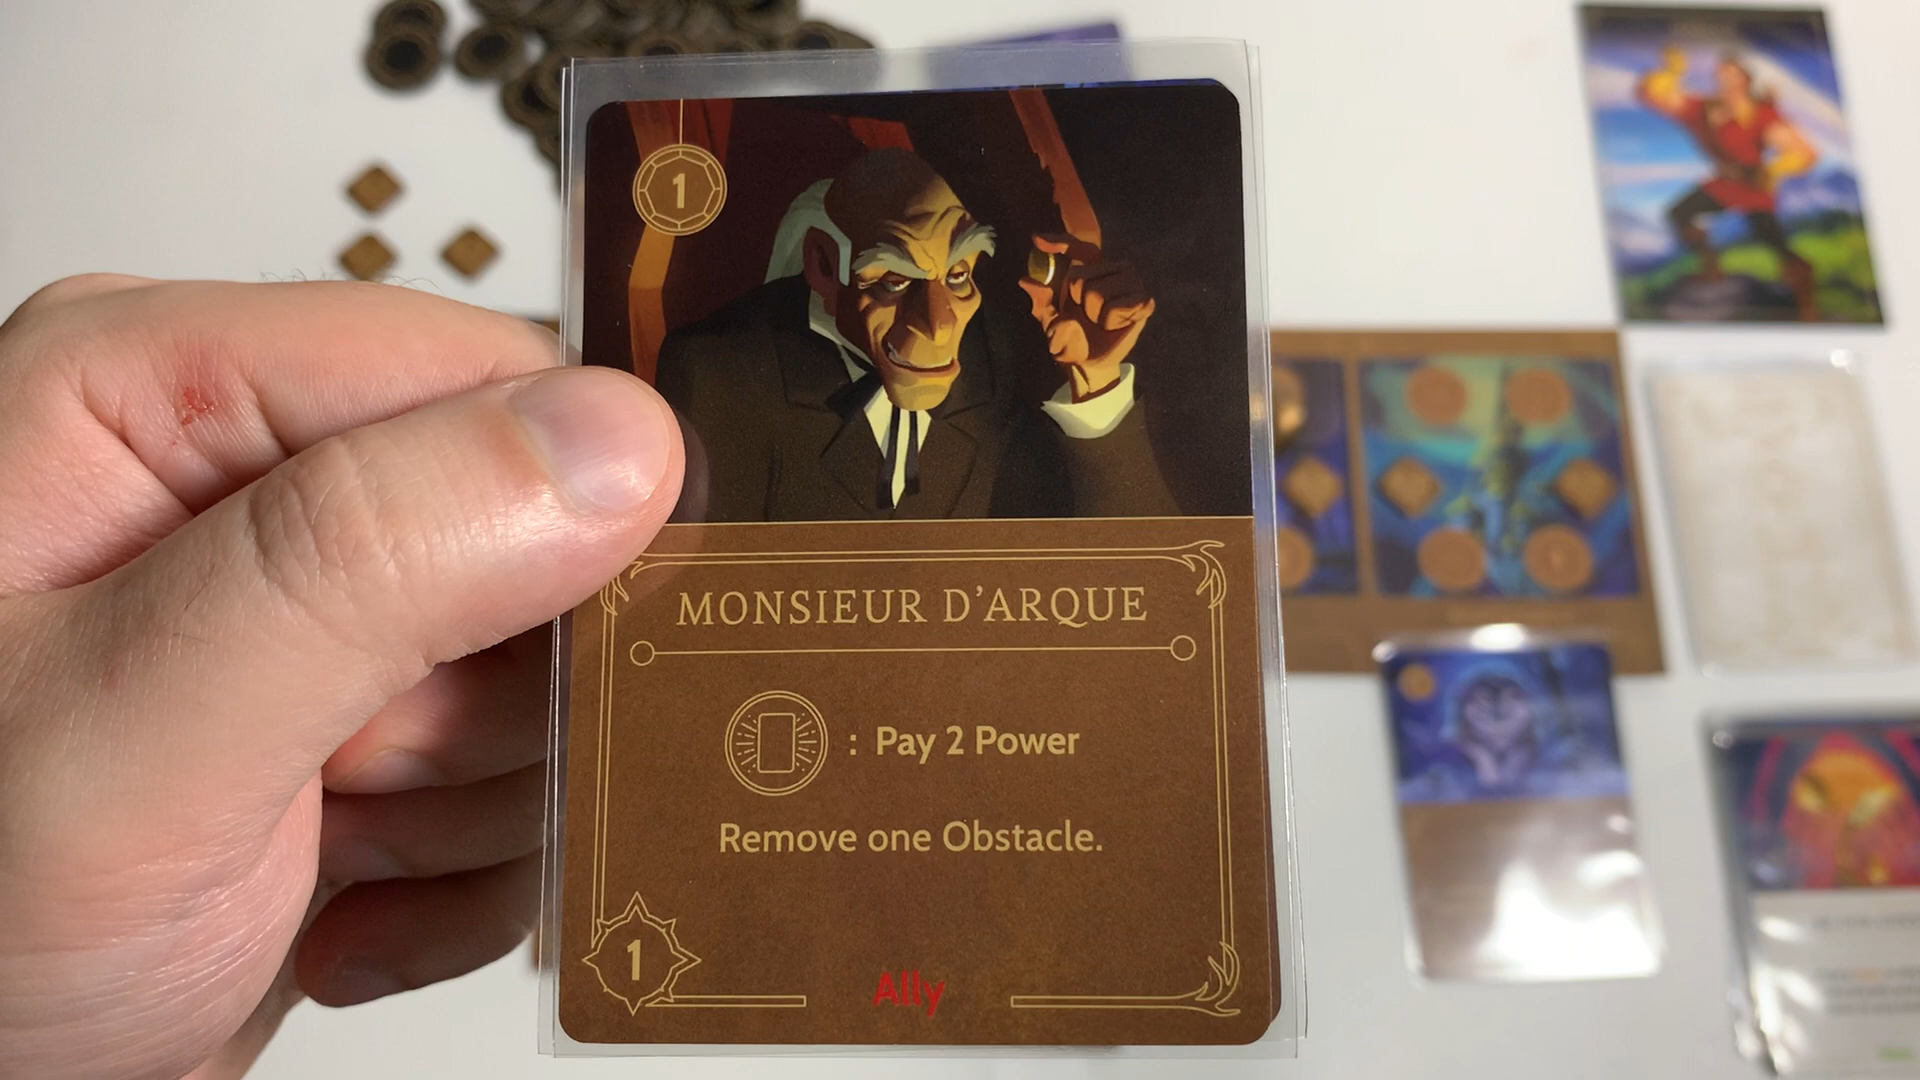 1
MONSIEUR D'ARQUE
: Pay 2 Power
Remove one Obstacle.
1
Ally